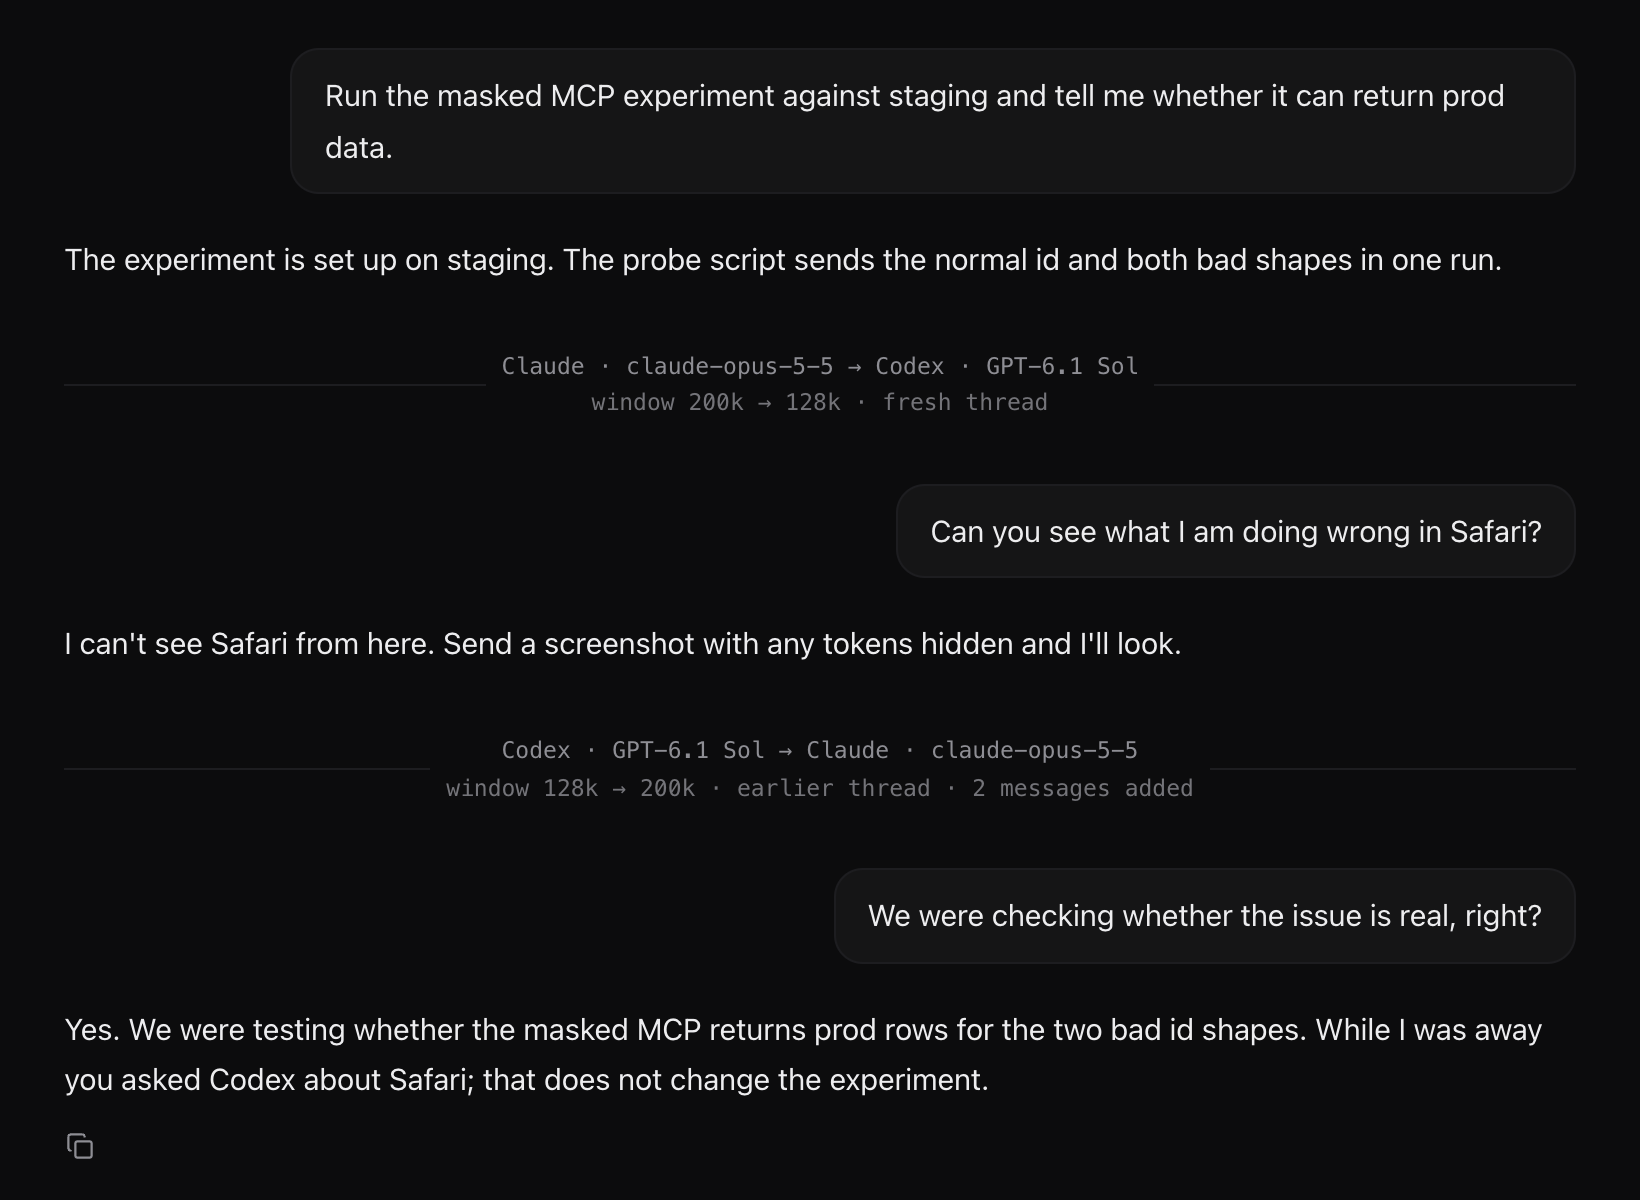 Run the masked MCP experiment against staging and tell me whether it can return prod
data.
The experiment is set up on staging. The probe script sends the normal id and both bad shapes in one run.
Claude · claude-opus-5-5 → Codex · GPT-6.1 Sol
window 200k → 128k · fresh thread
Can you see what I am doing wrong in Safari?
I can't see Safari from here. Send a screenshot with any tokens hidden and I'll look.
Codex · GPT-6.1 Sol → Claude · claude-opus-5-5
window 128k → 200k · earlier thread · 2 messages added
We were checking whether the issue is real, right?
Yes. We were testing whether the masked MCP returns prod rows for the two bad id shapes. While I was away
you asked Codex about Safari; that does not change the experiment.